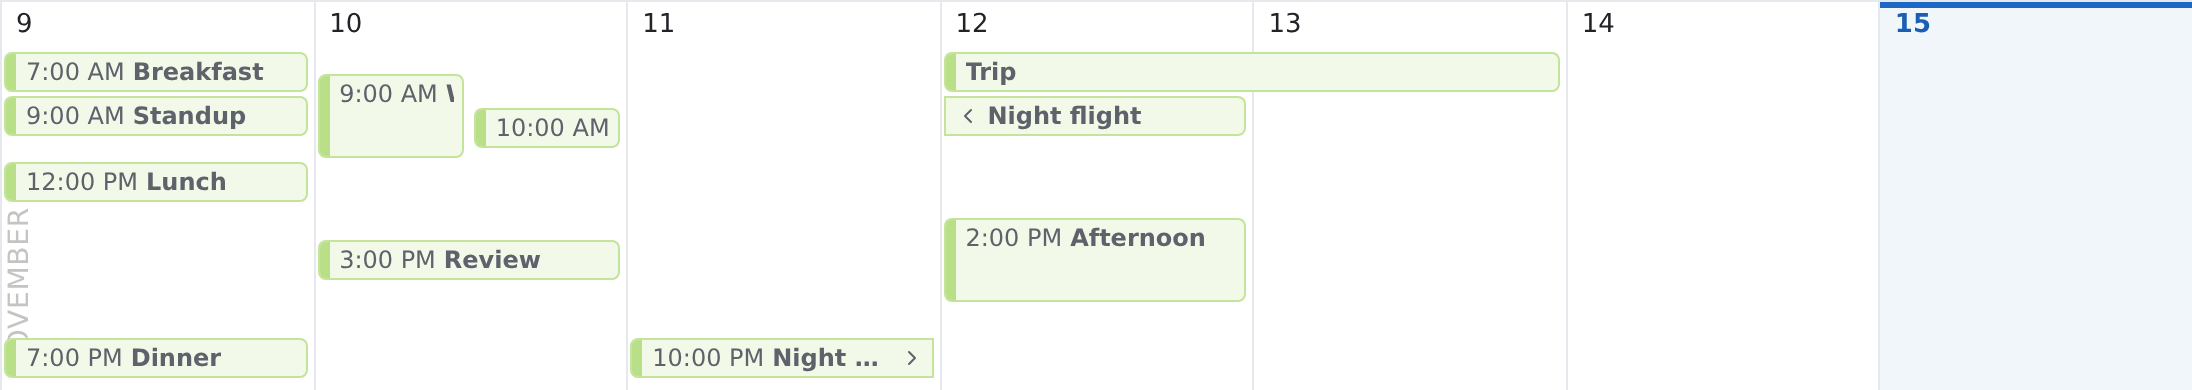 9
10
11
12
13
14
15
7:00 AM Breakfast
9:00 AM Standup
12:00 PM Lunch
7:00 PM Dinner
9:00 AM
10:00 AM
3:00 PM Review
10:00 PM Night ...
Trip
Night flight
2:00 PM Afternoon